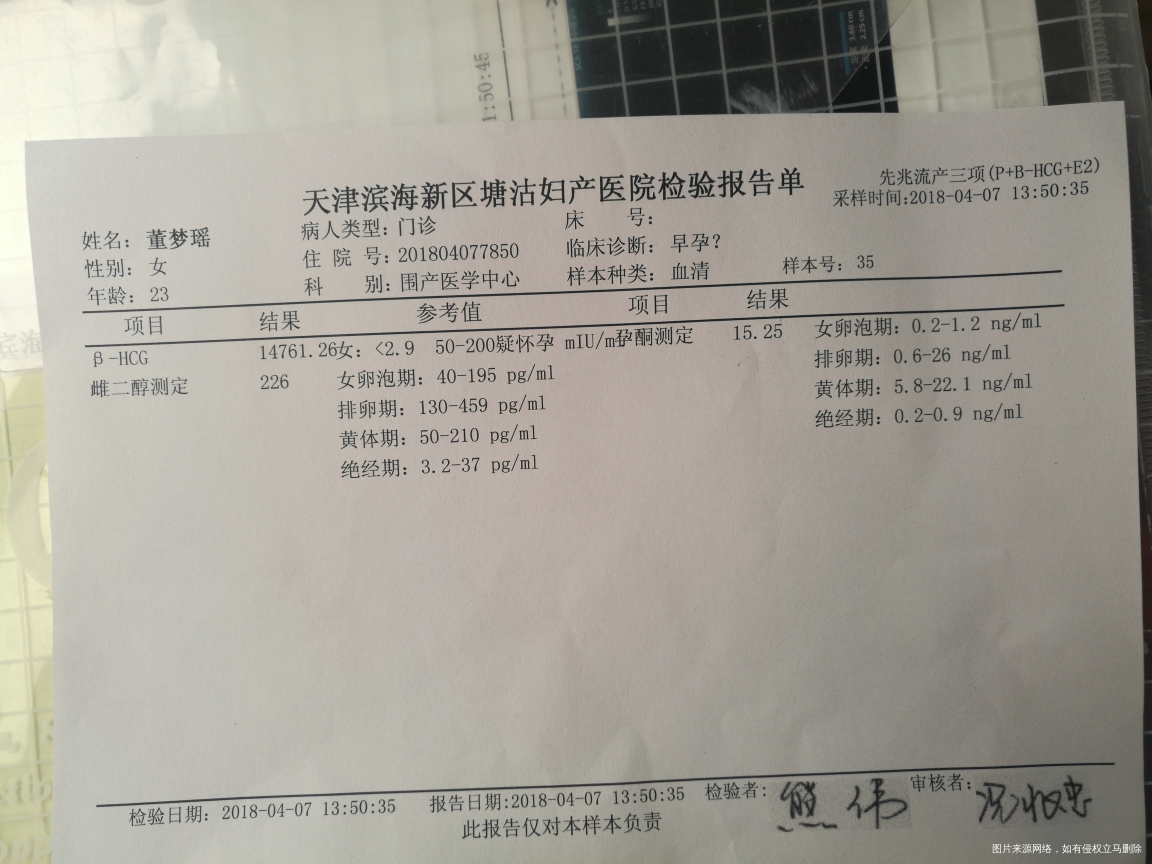 1:50:45
天津滨海新区塘沽妇产医院检验报告单
先兆流产三项(P+B-HCG+E2)
采样时间:2018-04-07 13:50:35
姓名: 董梦瑶 病人类型: 门诊 床 号:
性别: 女 住 院 号: 201804077850 临床诊断: 早孕?
年龄: 23 科 别: 围产医学中心 样本种类: 血清 样本号: 35
项目 结果 参考值 项目 结果
β-HCG 14761.26 女: <2.9 50-200疑怀孕 mIU/m 孕酮测定 15.25 女卵泡期: 0.2-1.2 ng/ml
雌二醇测定 226 女卵泡期: 40-195 pg/ml 排卵期: 0.6-26 ng/ml
排卵期: 130-459 pg/ml 黄体期: 5.8-22.1 ng/ml
黄体期: 50-210 pg/ml 绝经期: 0.2-0.9 ng/ml
绝经期: 3.2-37 pg/ml
检验日期: 2018-04-07 13:50:35 报告日期:2018-04-07 13:50:35 检验者: 熊伟 审核者:
此报告仅对本样本负责
图片来源网络，如有侵权立马删除